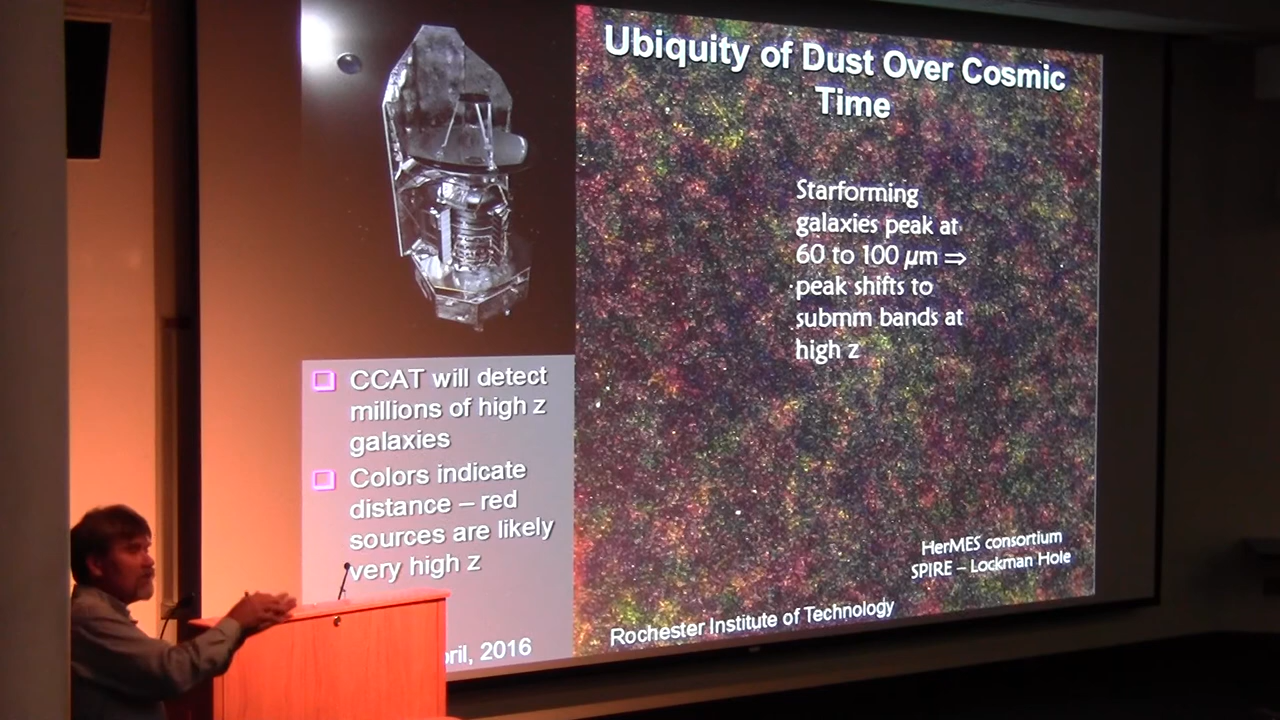 Ubiquity of Dust Over Cosmic
Time
Starforming
galaxies peak at
60 to 100 µm ⇒
peak shifts to
submm bands at
high z
CCAT will detect
millions of high z
galaxies
Colors indicate
distance – red
sources are likely
very high z
HerMES consortium
SPIRE – Lockman Hole
Rochester Institute of Technology
2016